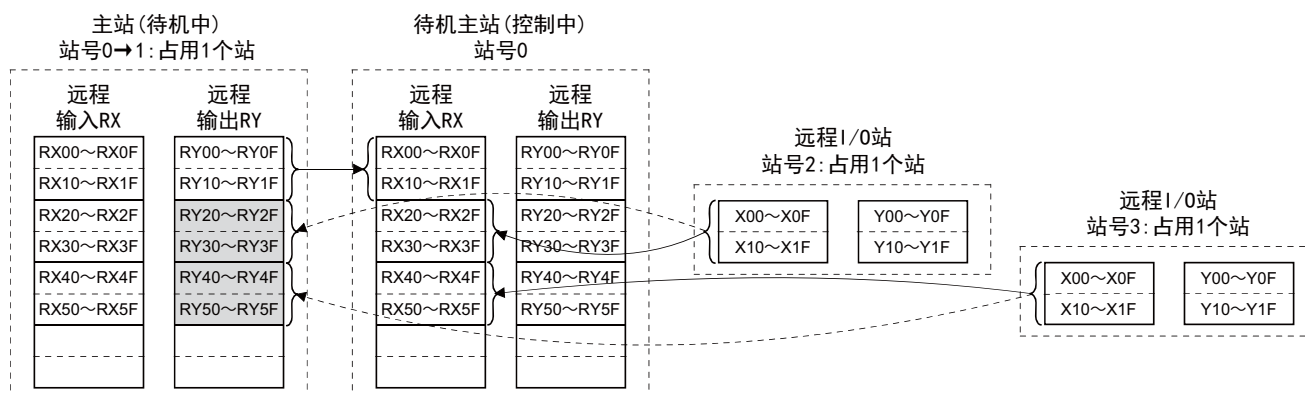 主站(待机中)
站号0→1:占用1个站
远程
输入RX
远程
输出RY
RX00～RX0F
RX10～RX1F
RX20～RX2F
RX30～RX3F
RX40～RX4F
RX50～RX5F
RY00～RY0F
RY10～RY1F
RY20～RY2F
RY30～RY3F
RY40～RY4F
RY50～RY5F
待机主站(控制中)
站号0
远程
输入RX
远程
输出RY
RX00～RX0F
RX10～RX1F
RX20～RX2F
RX30～RX3F
RX40～RX4F
RX50～RX5F
RY00～RY0F
RY10～RY1F
RY20～RY2F
RY30～RY3F
RY40～RY4F
RY50～RY5F
远程I/O站
站号2:占用1个站
X00～X0F
X10～X1F
Y00～Y0F
Y10～Y1F
远程I/O站
站号3:占用1个站
X00～X0F
X10～X1F
Y00～Y0F
Y10～Y1F